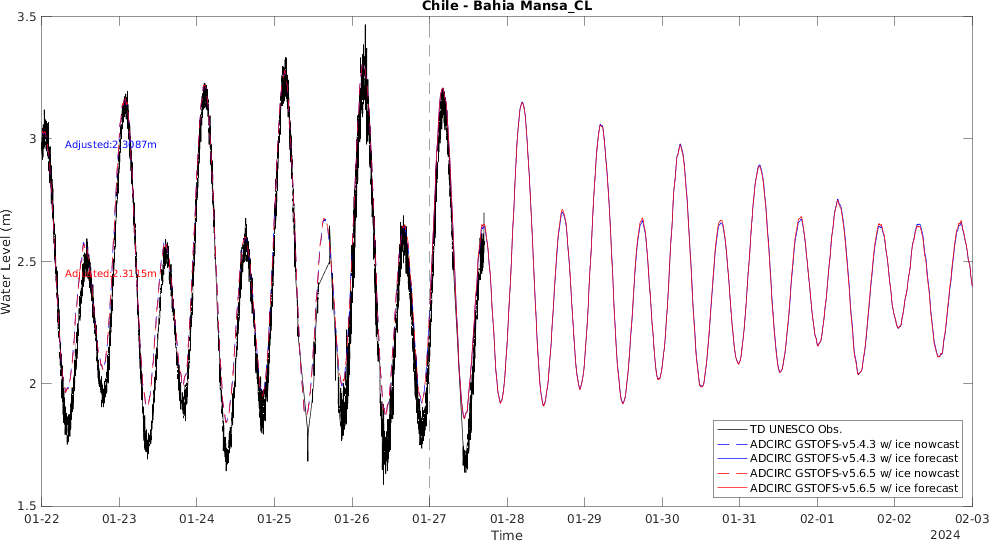 Chile - Bahia Mansa_CL
3.5
3
2.5
2
1.5
Water Level (m)
Adjusted:2.3087m
Adjusted:2.3115m
TD UNESCO Obs.
ADCIRC GSTOFS-v5.4.3 w/ ice nowcast
ADCIRC GSTOFS-v5.4.3 w/ ice forecast
ADCIRC GSTOFS-v5.6.5 w/ ice nowcast
ADCIRC GSTOFS-v5.6.5 w/ ice forecast
01-22 01-23 01-24 01-25 01-26 01-27 01-28 01-29 01-30 01-31 02-01 02-02 02-03
Time
2024